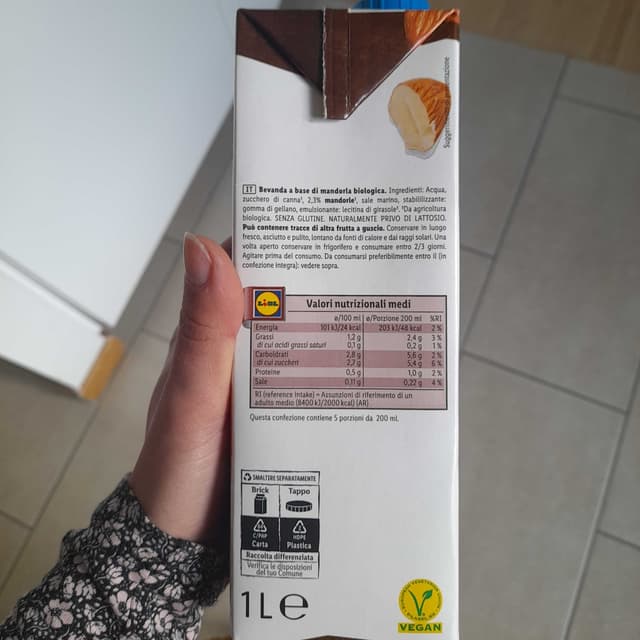 IT Bevanda a base di mandorla biologica. Ingredienti: Acqua,
zucchero di canna¹, 2,3% mandorle¹, sale marino, stabilizzante:
gomma di gellano, emulsionante: lecitina di girasole¹. ¹Da agricoltura
biologica. SENZA GLUTINE. NATURALMENTE PRIVO DI LATTOSIO.
Può contenere tracce di altra frutta a guscio. Conservare in luogo
fresco, asciutto e pulito, lontano da fonti di calore e dai raggi solari. Una
volta aperto conservare in frigorifero e consumare entro 2/3 giorni.
Agitare prima del consumo. Da consumarsi preferibilmente entro il (in
confezione integra): vedere sopra.
LIDL
Valori nutrizionali medi
ø/100 ml ø/Porzione 200 ml %RI
Energia 101 kJ/24 kcal 203 kJ/48 kcal 2 %
Grassi 1,2 g 2,4 g 3 %
di cui acidi grassi saturi 0,1 g 0,2 g 1 %
Carboidrati 2,8 g 5,6 g 2 %
di cui zuccheri 2,7 g 5,4 g 6 %
Proteine 0,5 g 1,0 g 2 %
Sale 0,11 g 0,22 g 4 %
RI (reference intake) = Assunzioni di riferimento di un
adulto medio (8400 kJ/2000 kcal) (AR)
Questa confezione contiene 5 porzioni da 200 ml.
SMALTIRE SEPARATAMENTE
Brick Tappo
C/PAP HDPE
Carta Plastica
Raccolta differenziata
Verifica le disposizioni
del tuo Comune
1L e
VEGAN